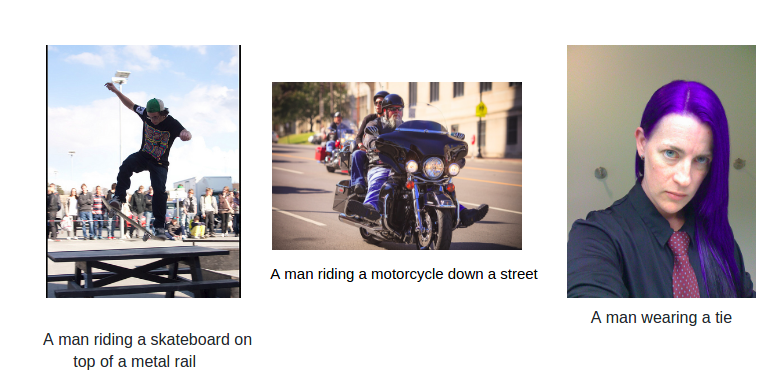 A man riding a skateboard on
top of a metal rail
A man riding a motorcycle down a street
A man wearing a tie